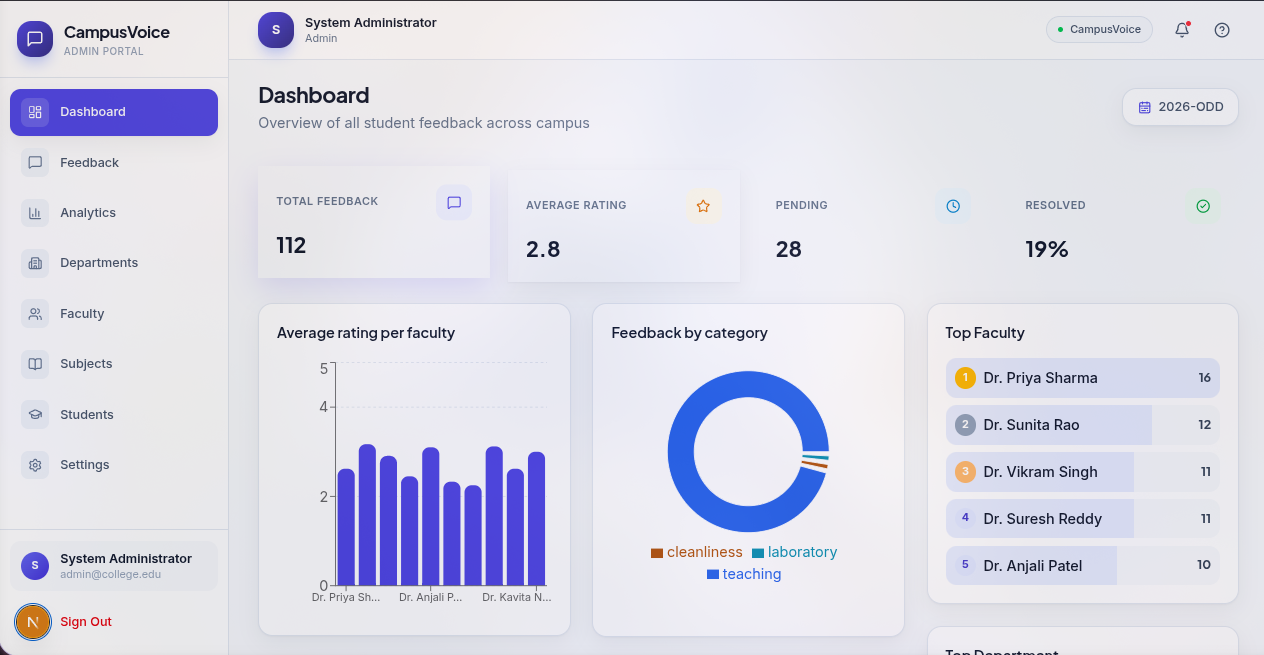 CampusVoice
ADMIN PORTAL
Dashboard
Feedback
Analytics
Departments
Faculty
Subjects
Students
Settings
S
System Administrator
admin@college.edu
N
Sign Out
S
System Administrator
Admin
CampusVoice
Dashboard
Overview of all student feedback across campus
2026-ODD
TOTAL FEEDBACK
112
AVERAGE RATING
2.8
PENDING
28
RESOLVED
19%
Average rating per faculty
5
4
2
0
Dr. Priya Sh... Dr. Anjali P... Dr. Kavita N...
Feedback by category
cleanliness laboratory
teaching
Top Faculty
1 Dr. Priya Sharma 16
2 Dr. Sunita Rao 12
3 Dr. Vikram Singh 11
4 Dr. Suresh Reddy 11
5 Dr. Anjali Patel 10
Top Department